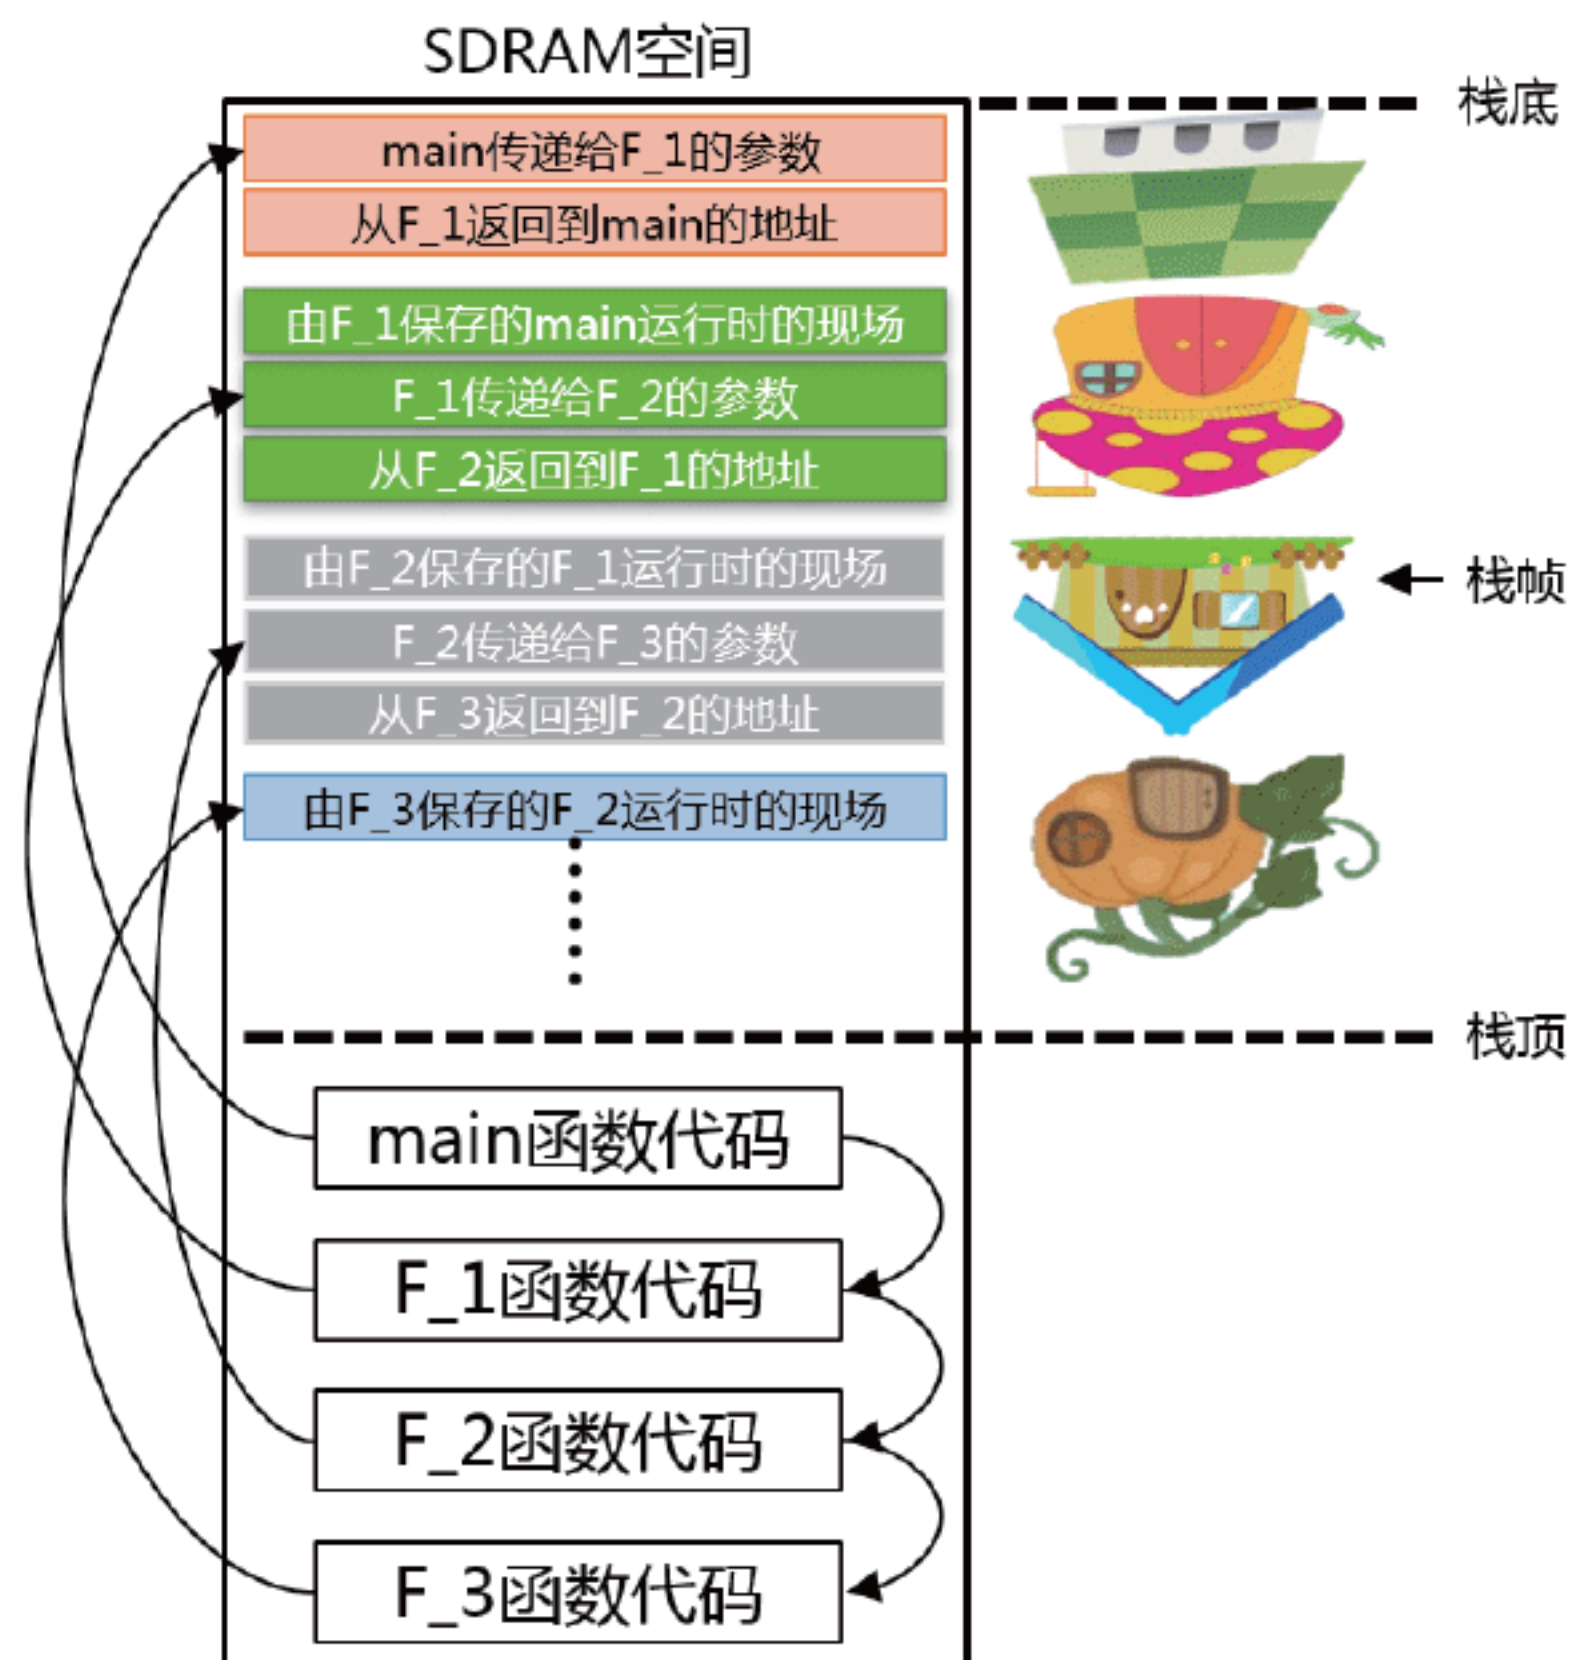 SDRAM空间
栈底
main传递给F_1的参数
从F_1返回到main的地址
由F_1保存的main运行时的现场
F_1传递给F_2的参数
从F_2返回到F_1的地址
由F_2保存的F_1运行时的现场
栈帧
F_2传递给F_3的参数
从F_3返回到F_2的地址
由F_3保存的F_2运行时的现场
栈顶
main函数代码
F_1函数代码
F_2函数代码
F_3函数代码